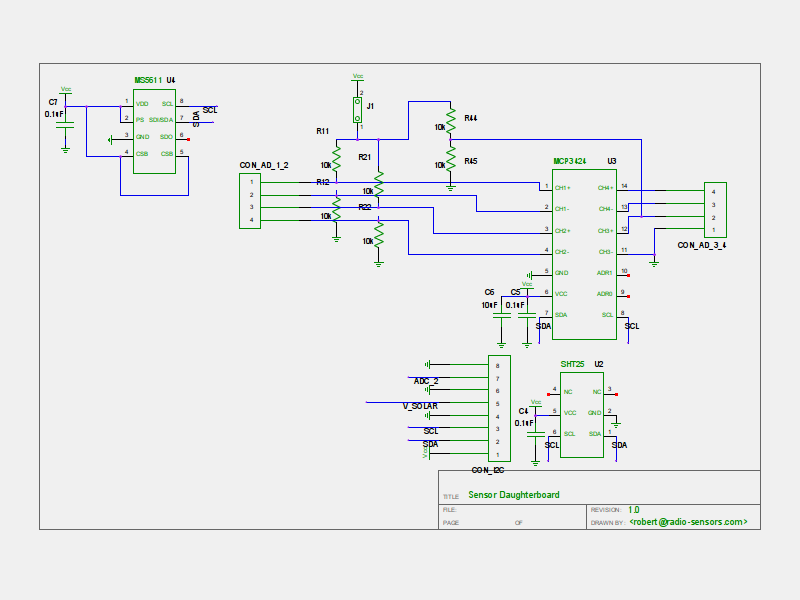 MS5611 U4
Vcc
C7
0.1uF
1 VDD SCL 8 SCL
2 PS SDI/SDA 7 SDA
3 GND SDO 6
4 CSB CSB 5
Vcc
2
J1
1
R11
10k
R21
10k
R12
10k
R22
10k
R44
10k
R45
10k
CON_AD_1_2
1
2
3
4
MCP3424 U3
1 CH1+ CH4+ 14
2 CH1- CH4- 13
3 CH2+ CH3+ 12
4 CH2- CH3- 11
5 GND ADR1 10
6 VCC ADR0 9
7 SDA SCL 8
SDA SCL
Vcc
C6 C5
10uF 0.1uF
4
3
2
1
CON_AD_3_4
8
7
6
5
4
3
2
1
ADC_2
V_SOLAR
SCL
SDA
Vcc
CON_I2C
SHT25 U2
4 NC NC 3
5 VCC GND 2
6 SCL SDA 1
SCL SDA
Vcc
C4
0.1uF
TITLE Sensor Daughterboard
FILE: REVISION: 1.0
PAGE OF DRAWN BY: <robert@radio-sensors.com>